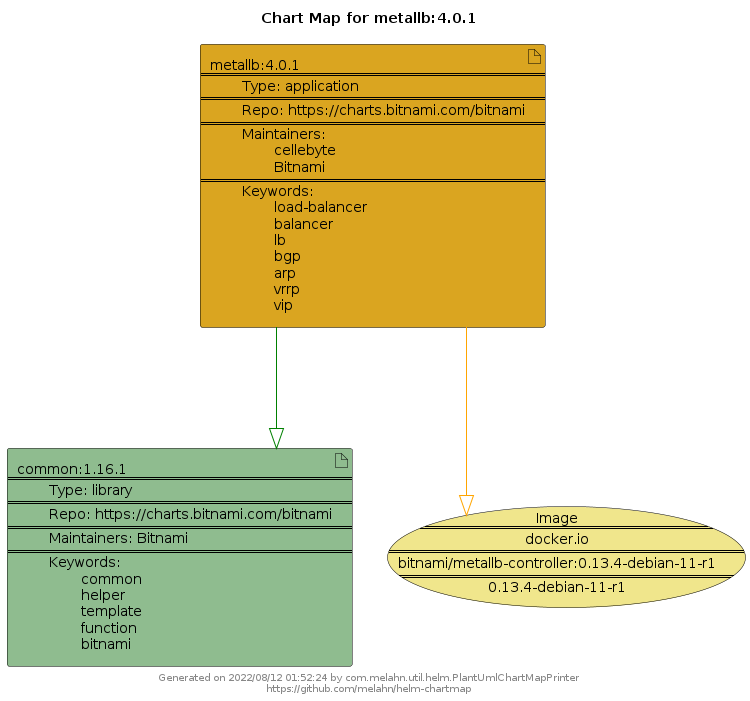 Chart Map for metallb:4.0.1
metallb:4.0.1
Type: application
Repo: https://charts.bitnami.com/bitnami
Maintainers:
cellebyte
Bitnami
Keywords:
load-balancer
balancer
lb
bgp
arp
vrrp
vip
common:1.16.1
Type: library
Repo: https://charts.bitnami.com/bitnami
Maintainers: Bitnami
Keywords:
common
helper
template
function
bitnami
Image
docker.io
bitnami/metallb-controller:0.13.4-debian-11-r1
0.13.4-debian-11-r1
Generated on 2022/08/12 01:52:24 by com.melahn.util.helm.PlantUmlChartMapPrinter
https://github.com/melahn/helm-chartmap